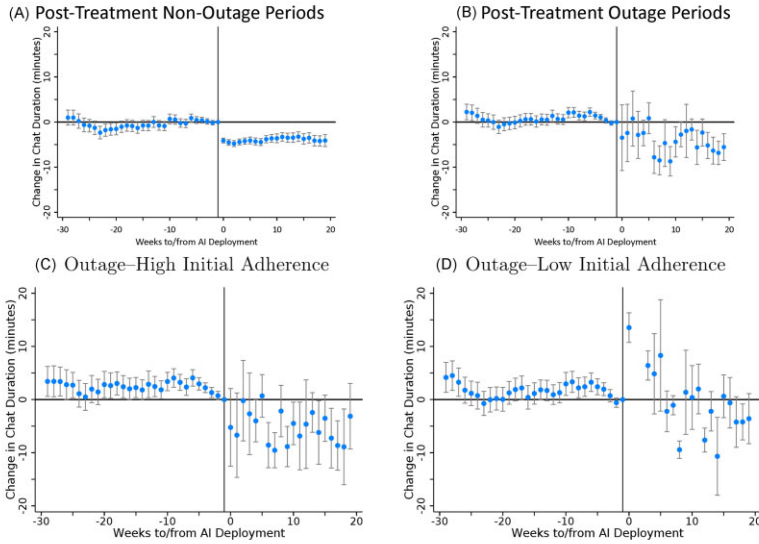 (A) Post-Treatment Non-Outage Periods
Change in Chat Duration (minutes)
20
10
0
-10
-20
-30 -20 -10 0 10 20
Weeks to/from AI Deployment
(B) Post-Treatment Outage Periods
Change in Chat Duration (minutes)
20
10
0
-10
-20
-30 -20 -10 0 10 20
Weeks to/from AI Deployment
(C) Outage–High Initial Adherence
Change in Chat Duration (minutes)
20
10
0
-10
-20
-30 -20 -10 0 10 20
Weeks to/from AI Deployment
(D) Outage–Low Initial Adherence
Change in Chat Duration (minutes)
20
10
0
-10
-20
-30 -20 -10 0 10 20
Weeks to/from AI Deployment